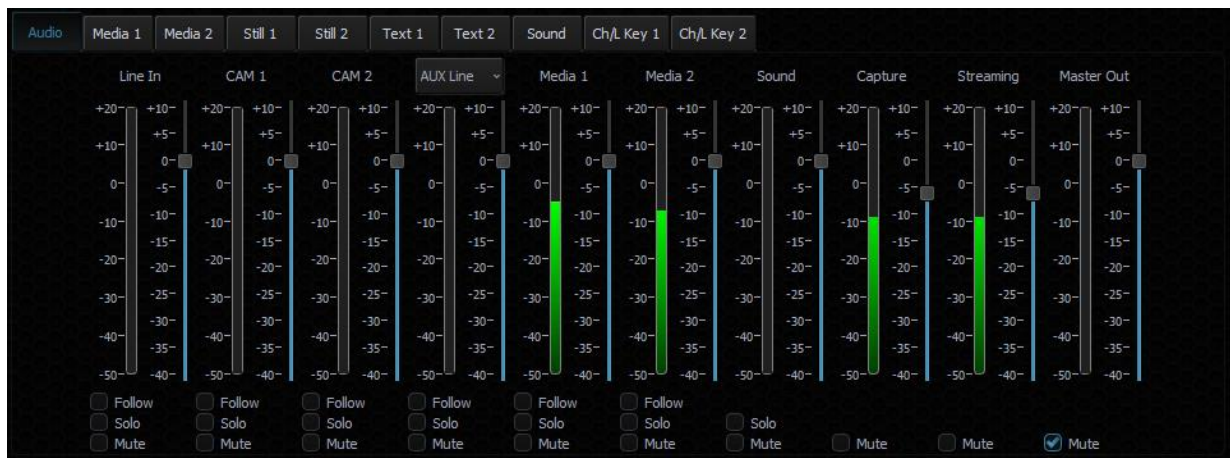 Audio Media 1 Media 2 Still 1 Still 2 Text 1 Text 2 Sound Ch/L Key 1 Ch/L Key 2
Line In CAM 1 CAM 2 AUX Line Media 1 Media 2 Sound Capture Streaming Master Out
+20 +10 +20 +10 +20 +10 +20 +10 +20 +10 +20 +10 +20 +10 +20 +10 +20 +10 +20 +10
+5 +5 +5 +5 +5 +5 +5 +5 +5 +5
+10 +10 +10 +10 +10 +10 +10 +10 +10 +10
0 0 0 0 0 0 0 0 0 0
0 -5 0 -5 0 -5 0 -5 0 -5 0 -5 0 -5 0 -5 0 -5 0 -5
-10 -10 -10 -10 -10 -10 -10 -10 -10 -10 -10 -10 -10 -10 -10 -10 -10 -10 -10 -10
-15 -15 -15 -15 -15 -15 -15 -15 -15 -15
-20 -20 -20 -20 -20 -20 -20 -20 -20 -20 -20 -20 -20 -20 -20 -20 -20 -20 -20 -20
-30 -25 -30 -25 -30 -25 -30 -25 -30 -25 -30 -25 -30 -25 -30 -25 -30 -25 -30 -25
-30 -30 -30 -30 -30 -30 -30 -30 -30 -30
-40 -35 -40 -35 -40 -35 -40 -35 -40 -35 -40 -35 -40 -35 -40 -35 -40 -35 -40 -35
-50 -40 -50 -40 -50 -40 -50 -40 -50 -40 -50 -40 -50 -40 -50 -40 -50 -40 -50 -40
Follow Follow Follow Follow Follow Follow
Solo Solo Solo Solo Solo Solo Solo
Mute Mute Mute Mute Mute Mute Mute Mute Mute Mute